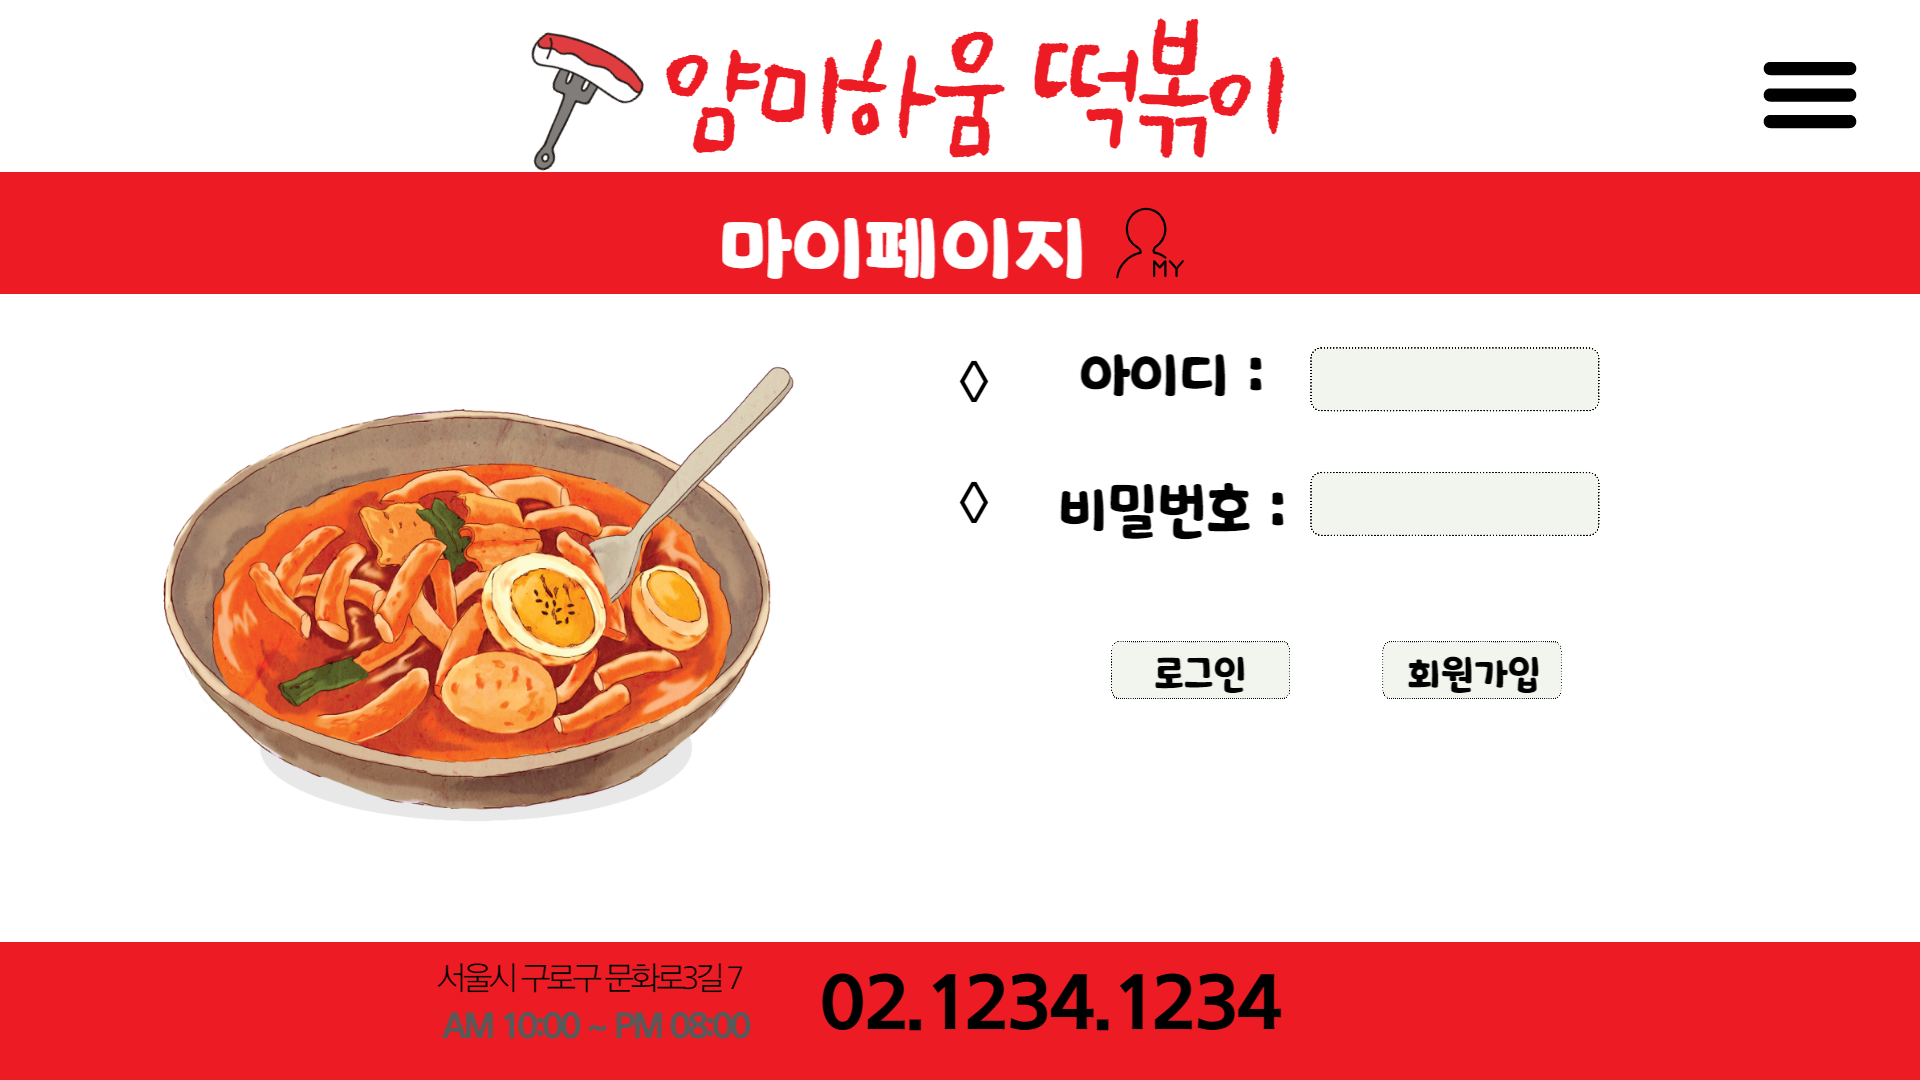 얌미하움 떡볶이
마이페이지 MY
◊ 아이디 :
◊ 비밀번호 :
로그인 회원가입
서울시 구로구 문화로3길 7
AM 10:00 ~ PM 08:00
02.1234.1234